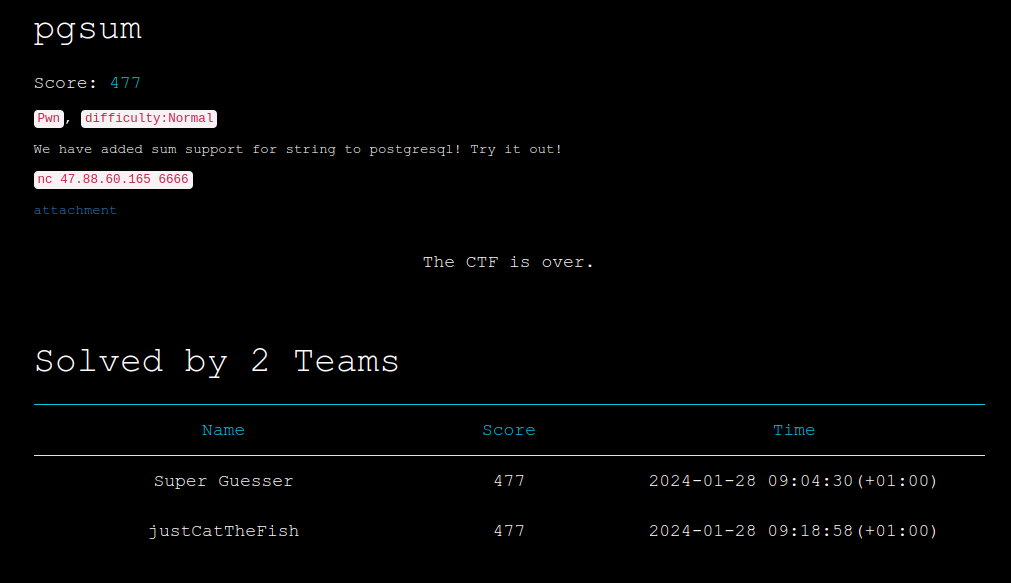 pgsum
Score: 477
Pwn, difficulty:Normal
We have added sum support for string to postgresql! Try it out!
nc 47.88.60.165 6666
attachment
The CTF is over.
Solved by 2 Teams
Name Score Time
Super Guesser 477 2024-01-28 09:04:30(+01:00)
justCatTheFish 477 2024-01-28 09:18:58(+01:00)